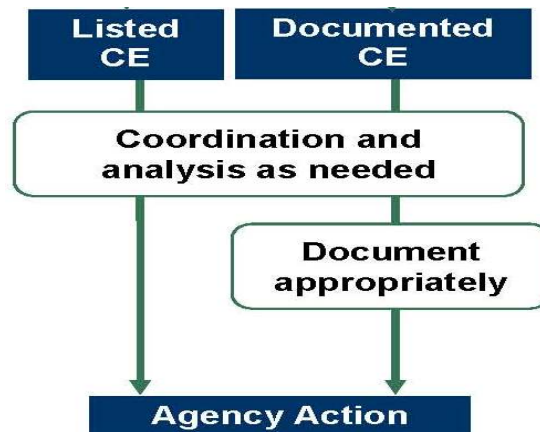 Listed
CE
Documented
CE
Coordination and
analysis as needed
Document
appropriately
Agency Action